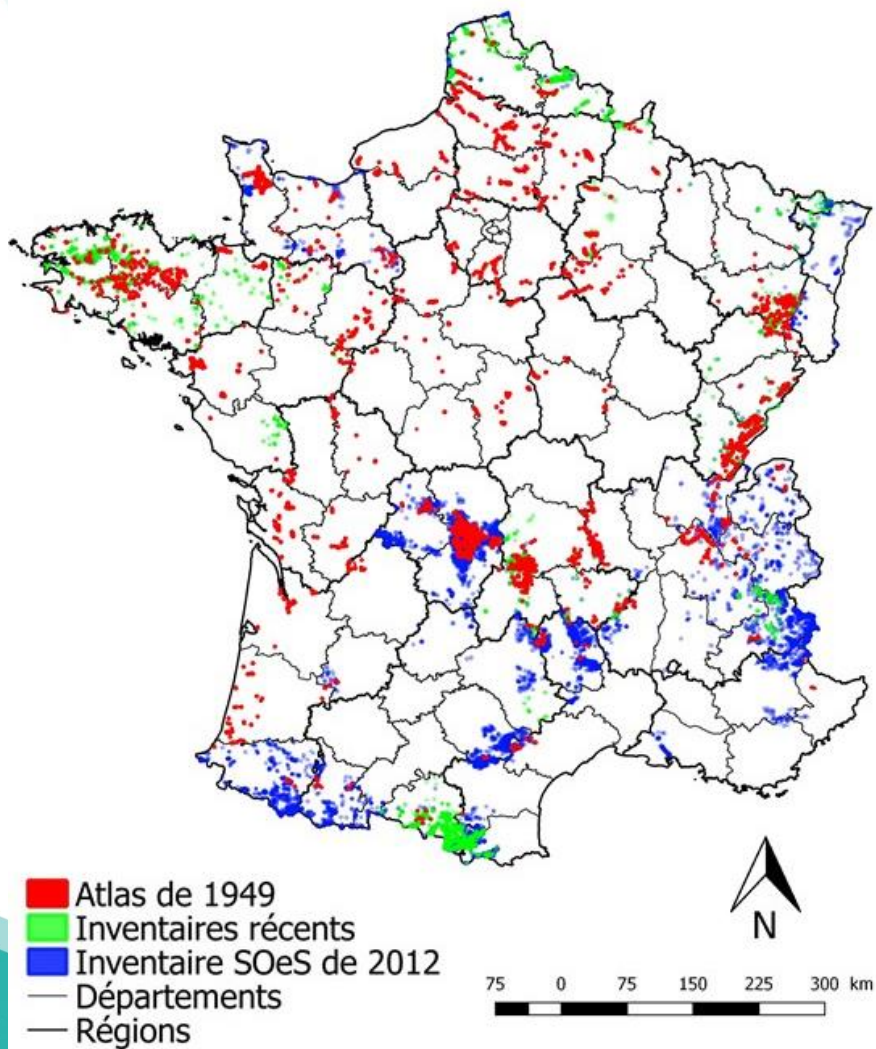 N
Atlas de 1949
Inventaires récents
Inventaire SOeS de 2012
Départements
Régions
75 0 75 150 225 300 km